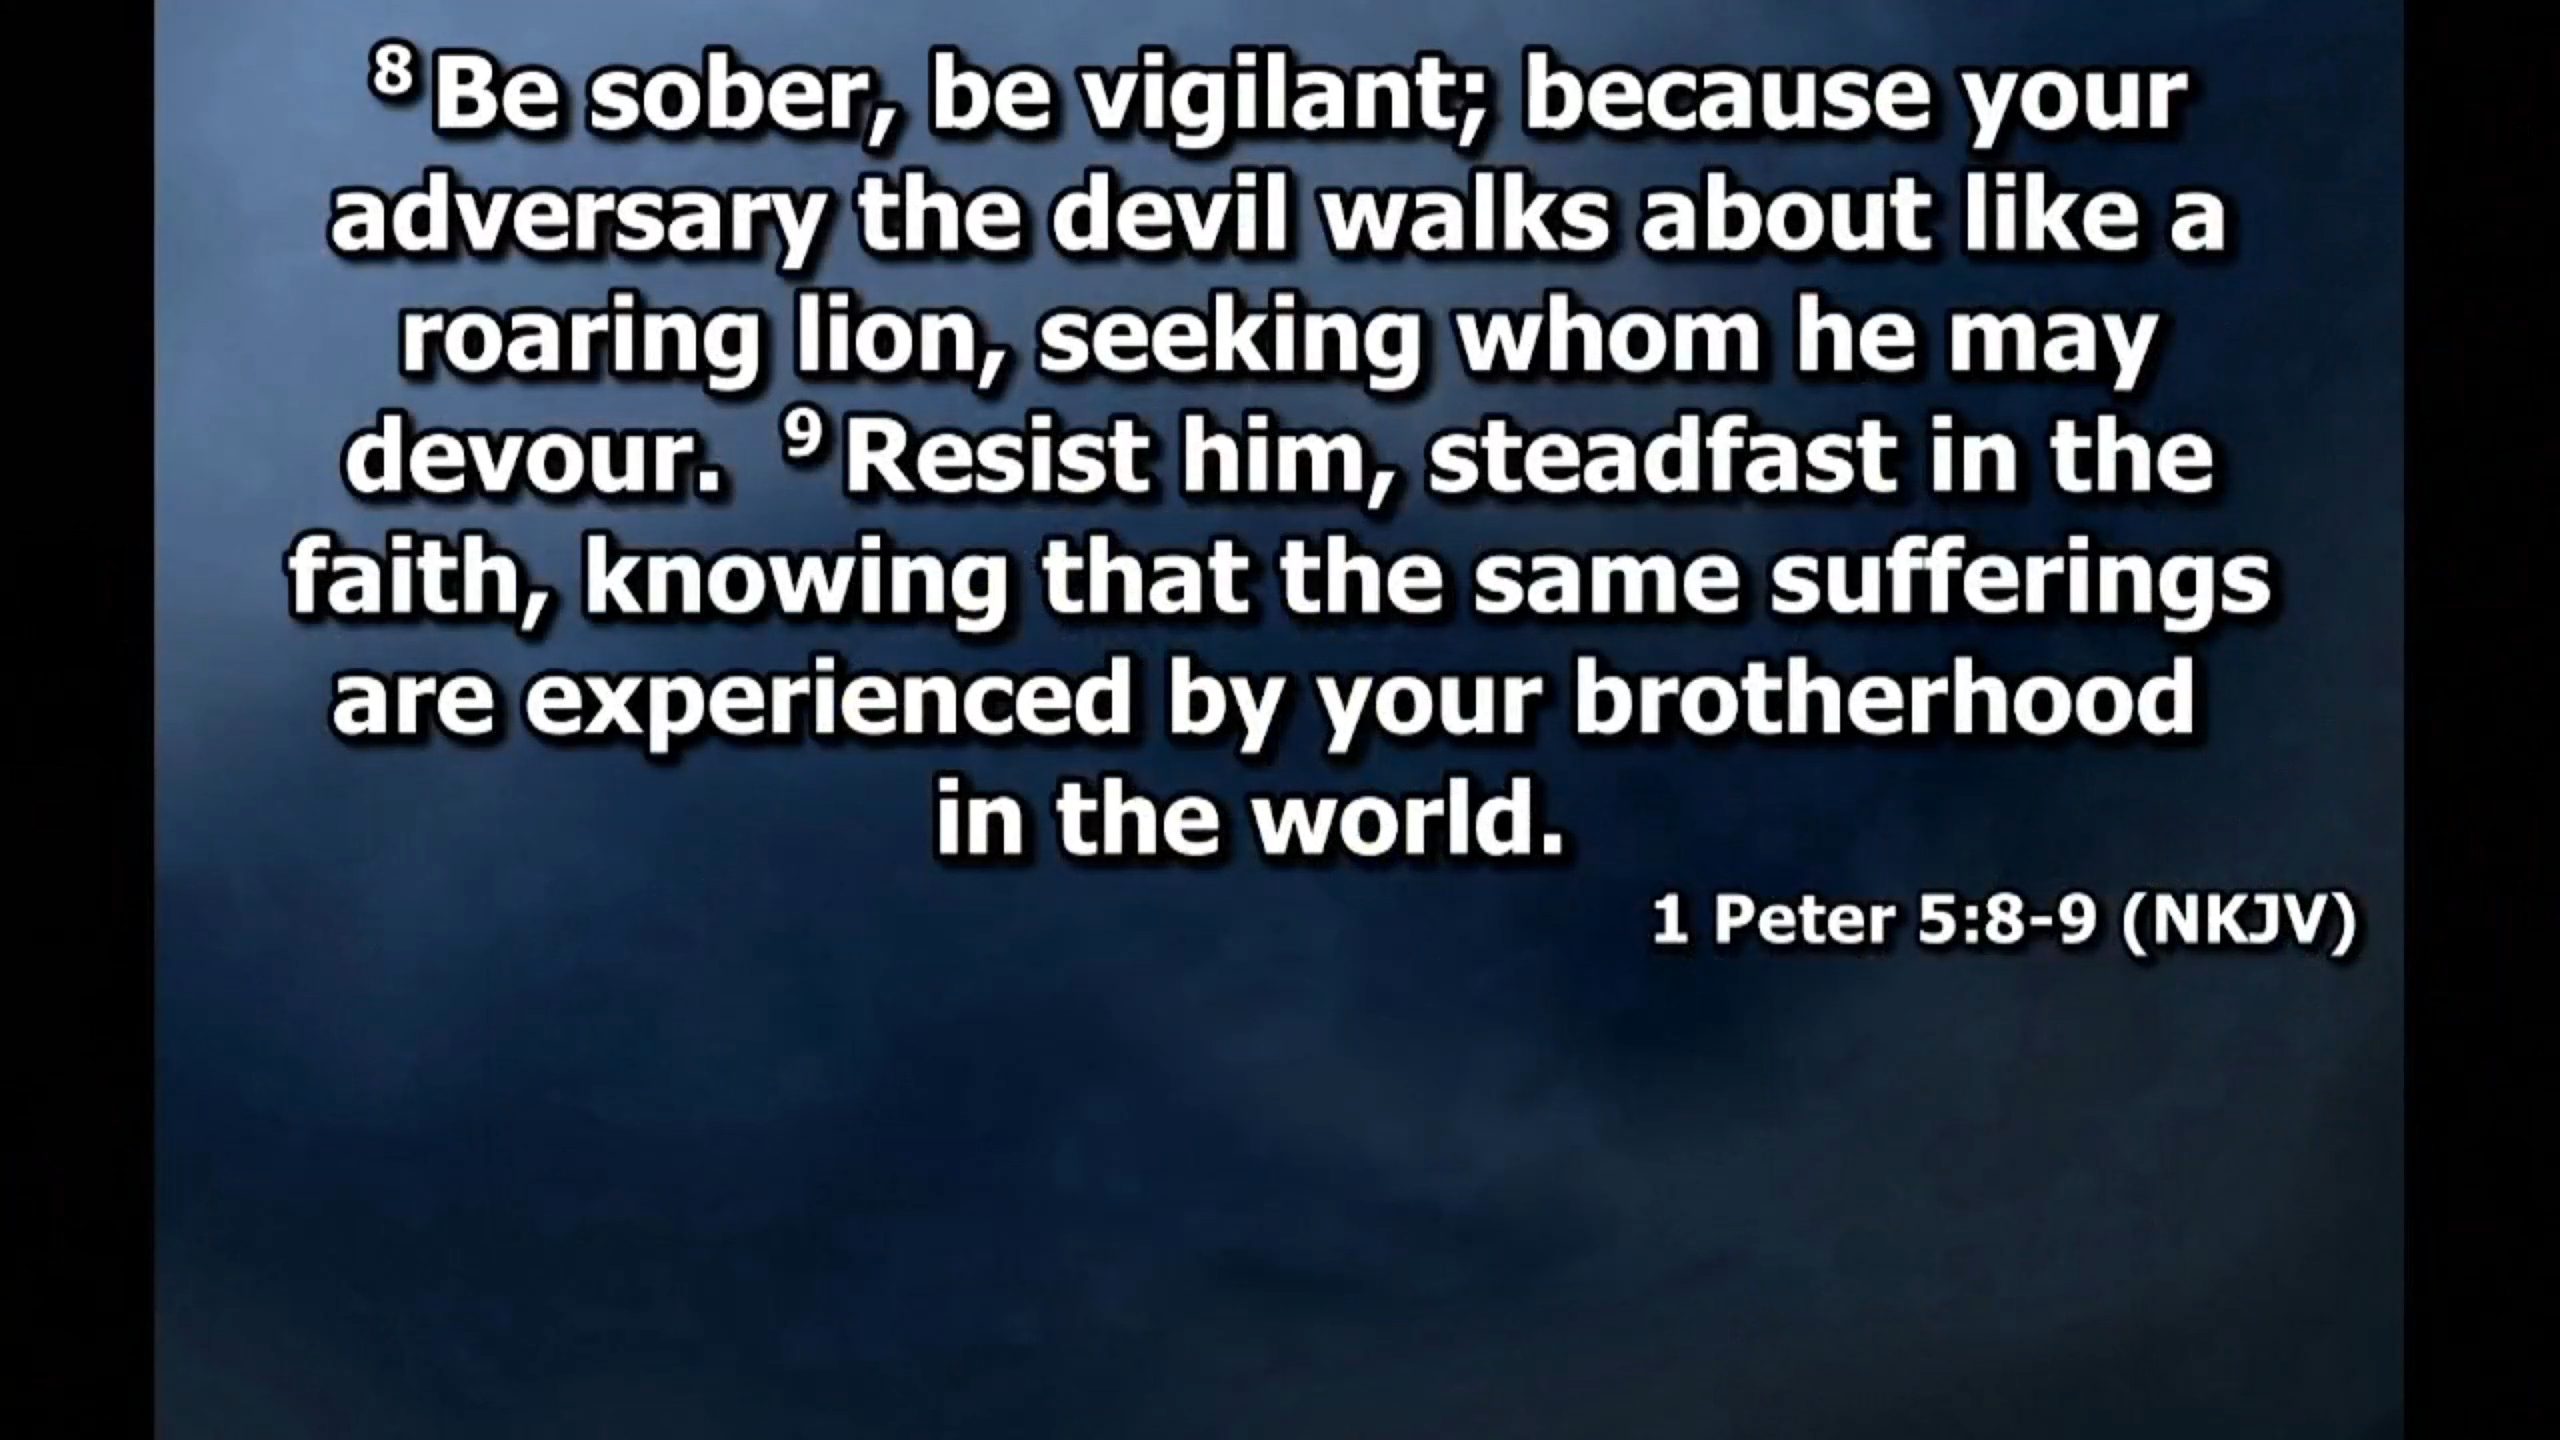 8 Be sober, be vigilant; because your
adversary the devil walks about like a
roaring lion, seeking whom he may
devour. 9 Resist him, steadfast in the
faith, knowing that the same sufferings
are experienced by your brotherhood
in the world.
1 Peter 5:8-9 (NKJV)